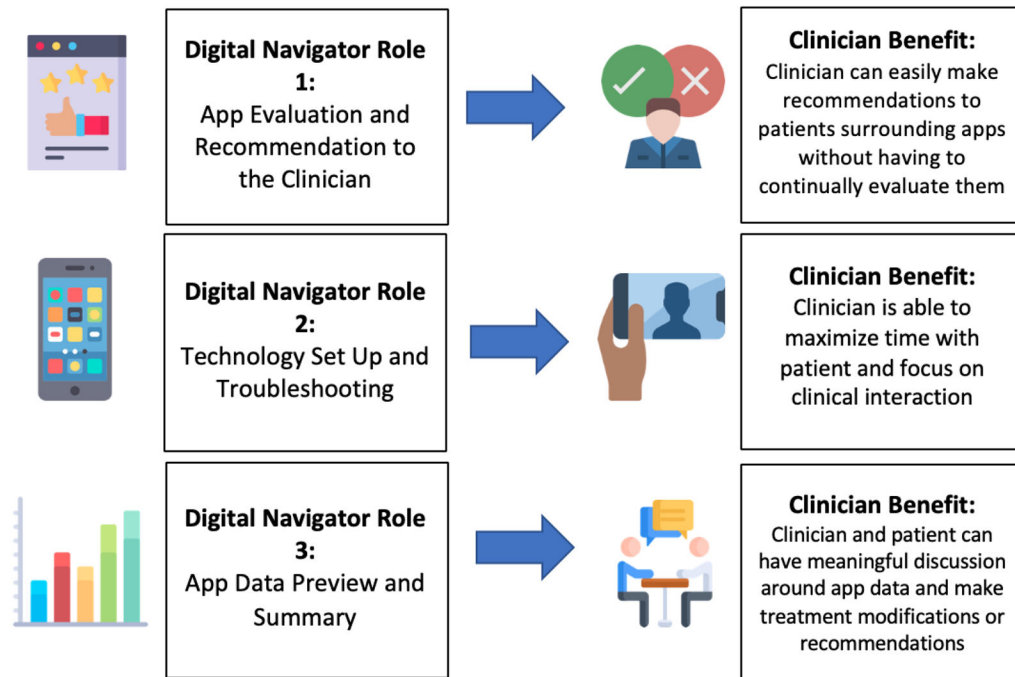 Digital Navigator Role
1:
App Evaluation and
Recommendation to
the Clinician
Clinician Benefit:
Clinician can easily make
recommendations to
patients surrounding apps
without having to
continually evaluate them
Digital Navigator Role
2:
Technology Set Up and
Troubleshooting
Clinician Benefit:
Clinician is able to
maximize time with
patient and focus on
clinical interaction
Digital Navigator Role
3:
App Data Preview and
Summary
Clinician Benefit:
Clinician and patient can
have meaningful discussion
around app data and make
treatment modifications or
recommendations